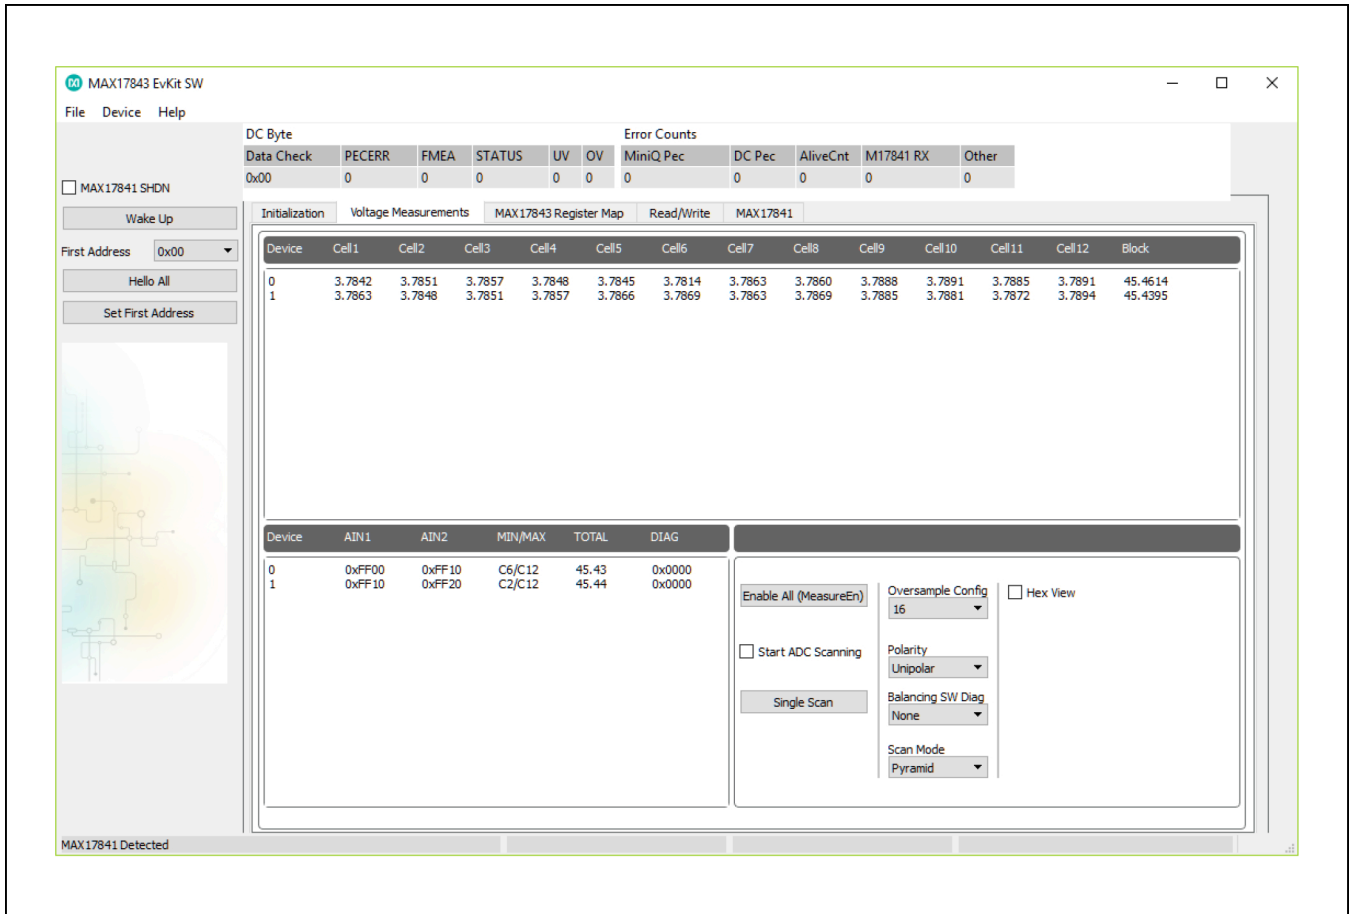 MAX17843 EvKit SW
File Device Help
DC Byte Error Counts
Data Check PECERR FMEA STATUS UV OV MiniQ Pec DC Pec AliveCnt M17841 RX Other
0x00 0 0 0 0 0 0 0 0 0 0
MAX17841 SHDN
Wake Up
First Address 0x00
Hello All
Set First Address
Initialization Voltage Measurements MAX17843 Register Map Read/Write MAX17841
Device Cell1 Cell2 Cell3 Cell4 Cell5 Cell6 Cell7 Cell8 Cell9 Cell10 Cell11 Cell12 Block
0 3.7842 3.7851 3.7857 3.7848 3.7845 3.7814 3.7863 3.7860 3.7888 3.7891 3.7885 3.7891 45.4614
1 3.7863 3.7848 3.7851 3.7857 3.7866 3.7869 3.7863 3.7869 3.7885 3.7881 3.7872 3.7894 45.4395
Device AIN1 AIN2 MIN/MAX TOTAL DIAG
0 0xFF00 0xFF10 C6/C12 45.43 0x0000
1 0xFF10 0xFF20 C2/C12 45.44 0x0000
Enable All (MeasureEn)
Start ADC Scanning
Single Scan
Oversample Config
16
Polarity
Unipolar
Balancing SW Diag
None
Scan Mode
Pyramid
Hex View
MAX17841 Detected